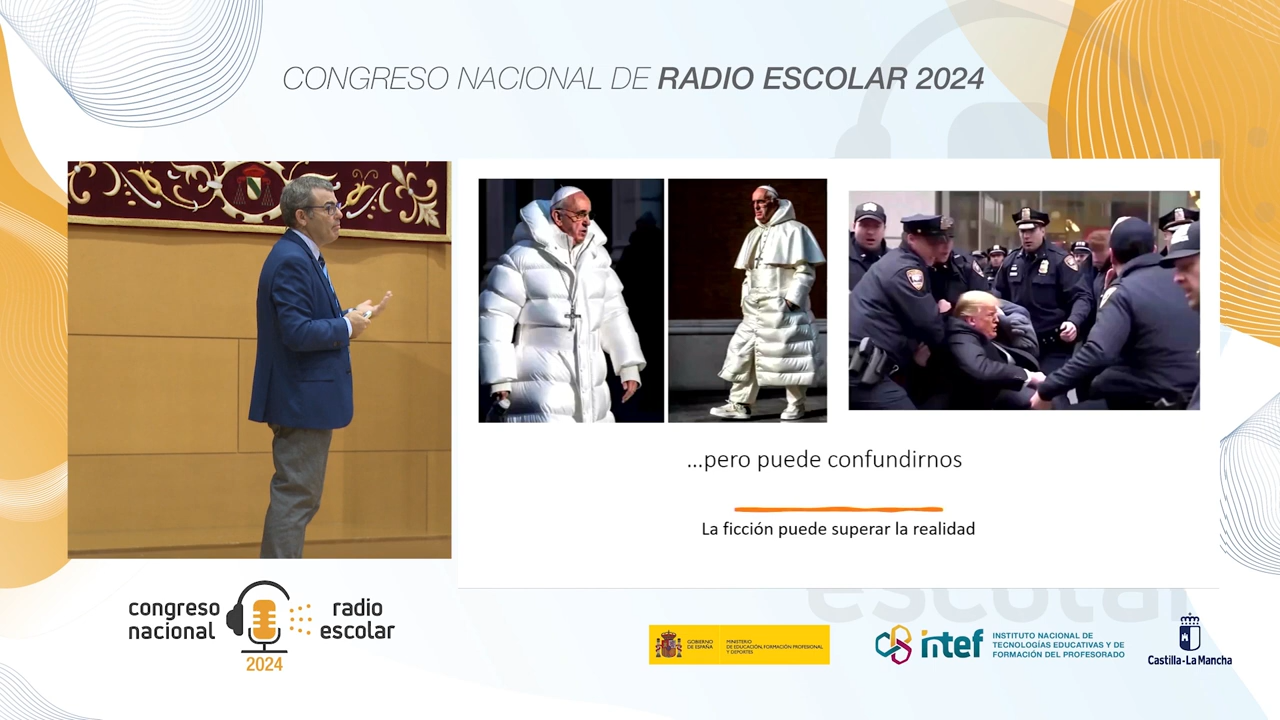 CONGRESO NACIONAL DE RADIO ESCOLAR 2024
...pero puede confundirnos
La ficción puede superar la realidad
escolar
congreso
nacional
radio
escolar
2024
GOBIERNO
DE ESPAÑA
MINISTERIO
DE EDUCACIÓN, FORMACIÓN PROFESIONAL
Y DEPORTES
intef
INSTITUTO NACIONAL DE
TECNOLOGÍAS EDUCATIVAS Y DE
FORMACIÓN DEL PROFESORADO
Castilla-La Mancha